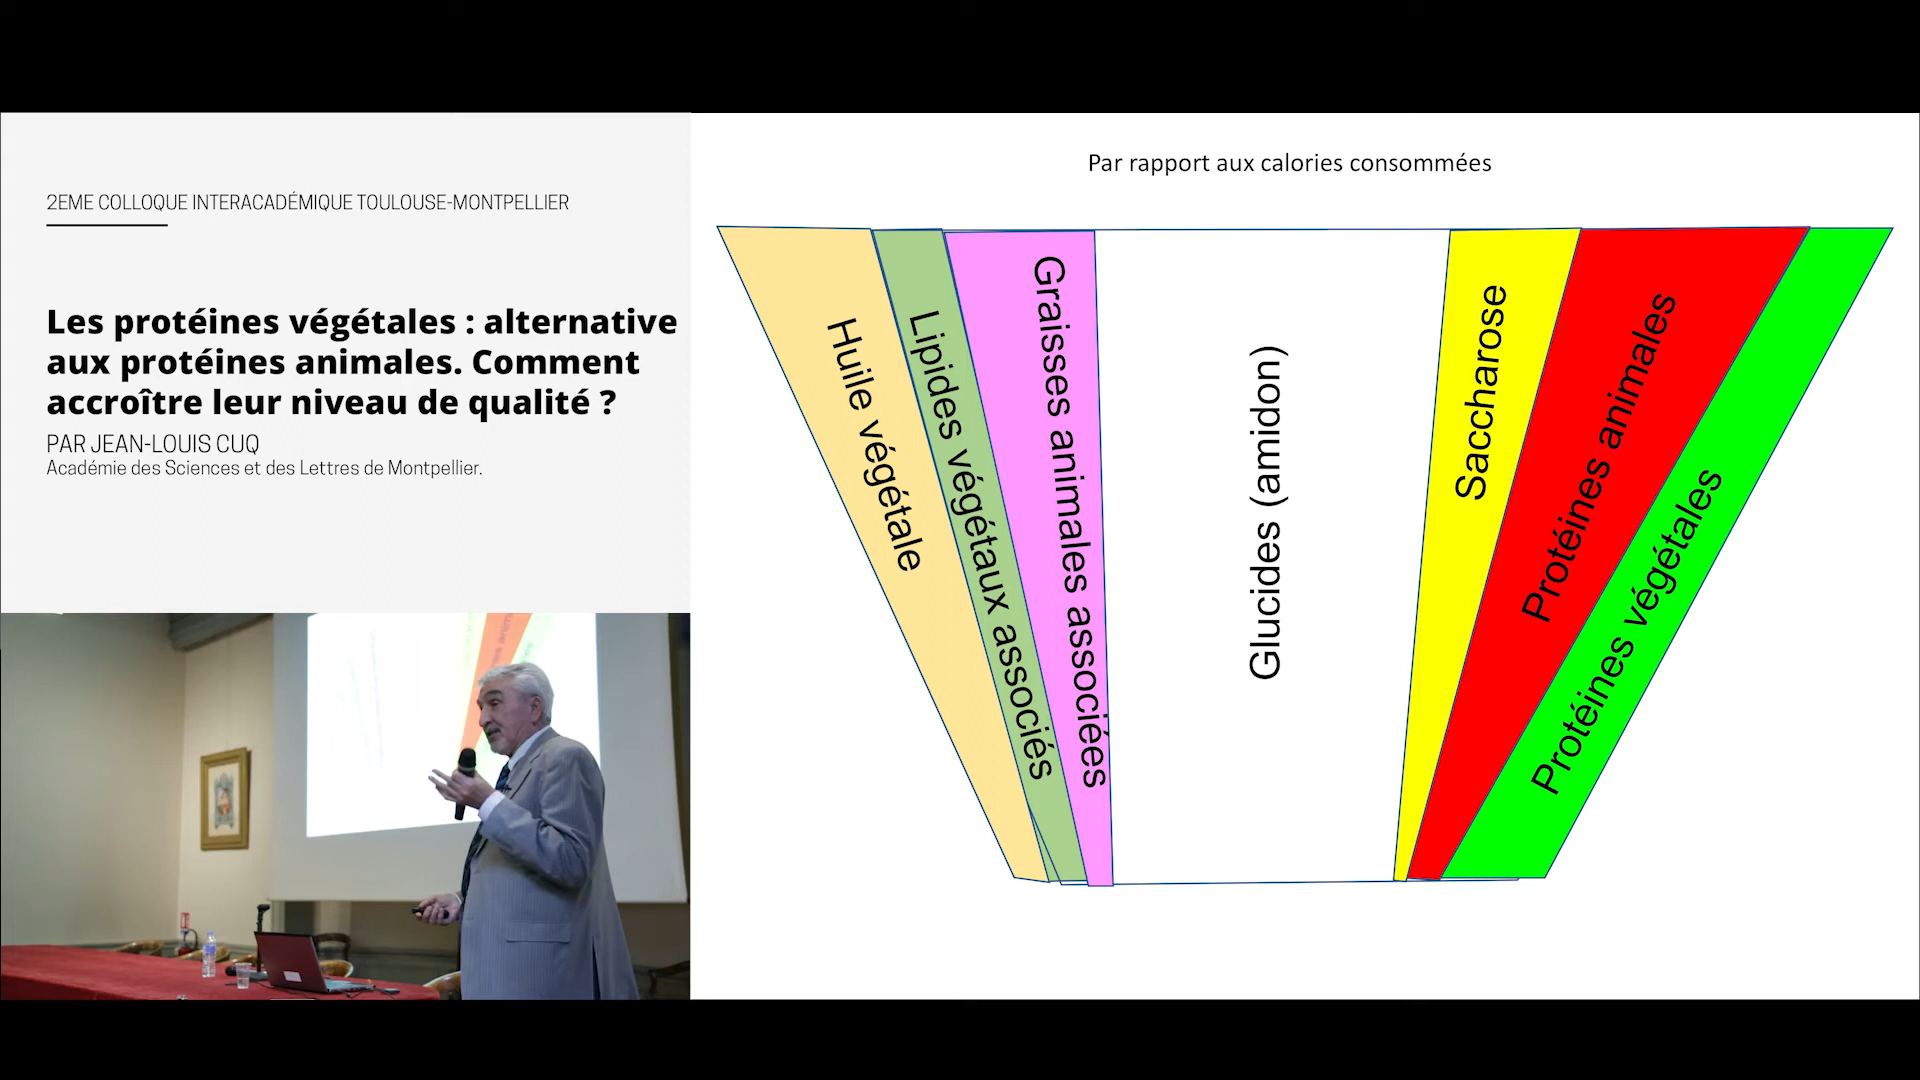 2EME COLLOQUE INTERACADÉMIQUE TOULOUSE-MONTPELLIER
Les protéines végétales : alternative
aux protéines animales. Comment
accroître leur niveau de qualité ?
PAR JEAN-LOUIS CUQ
Académie des Sciences et des Lettres de Montpellier.
Par rapport aux calories consommées
Huile végétale
Lipides végétaux associés
Graisses animales associées
Glucides (amidon)
Saccharose
Protéines animales
Protéines végétales